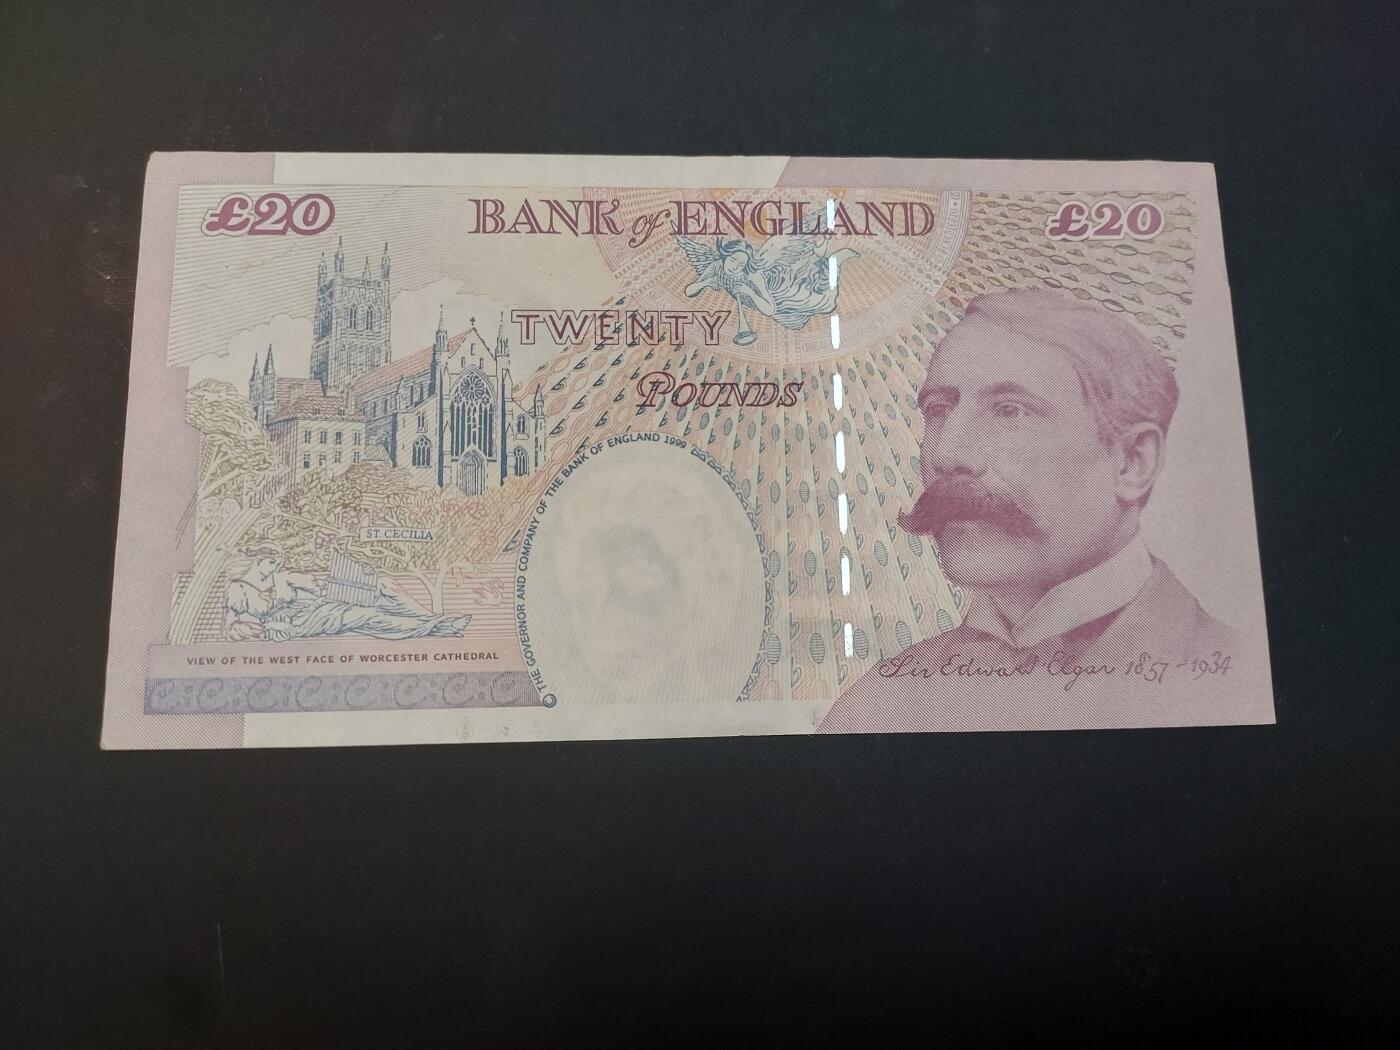 £20
BANK of ENGLAND
£20
TWENTY
POUNDS
© THE GOVERNOR AND COMPANY OF THE BANK OF ENGLAND 1999
ST. CECILIA
VIEW OF THE WEST FACE OF WORCESTER CATHEDRAL
Sir Edward Elgar 1857-1934